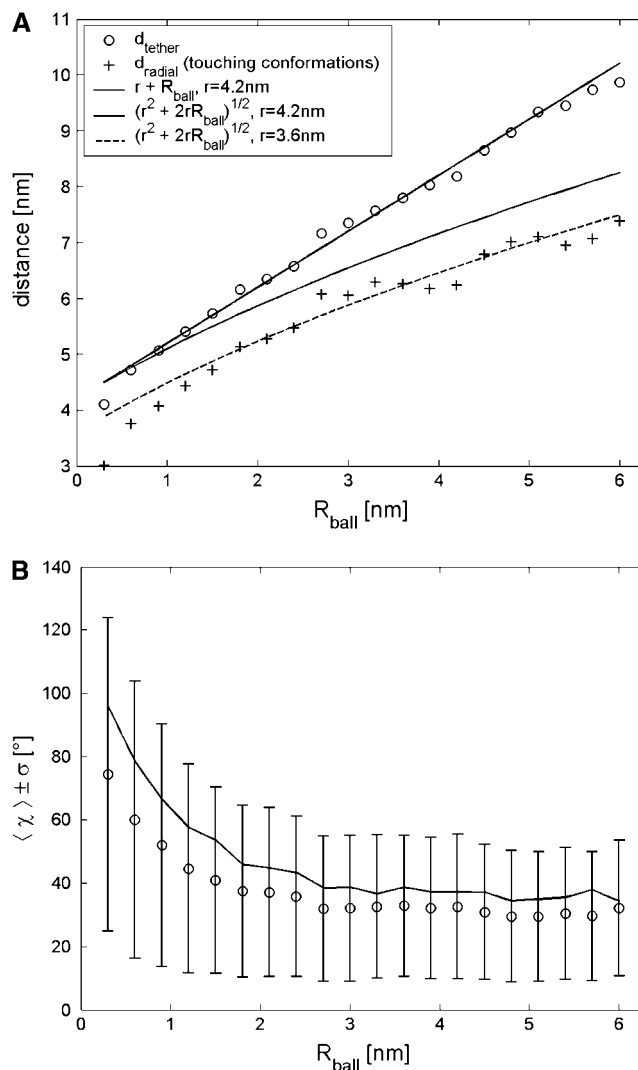 A
11
10
9
8
7
6
5
4
3
distance [nm]
d_tether
d_radial (touching conformations)
r + R_ball, r=4.2nm
(r^2 + 2rR_ball)^1/2, r=4.2nm
(r^2 + 2rR_ball)^1/2, r=3.6nm
0 1 2 3 4 5 6
R_ball [nm]
B
140
120
100
80
60
40
20
0
⟨ χ ⟩ ± σ [°]
0 1 2 3 4 5 6
R_ball [nm]